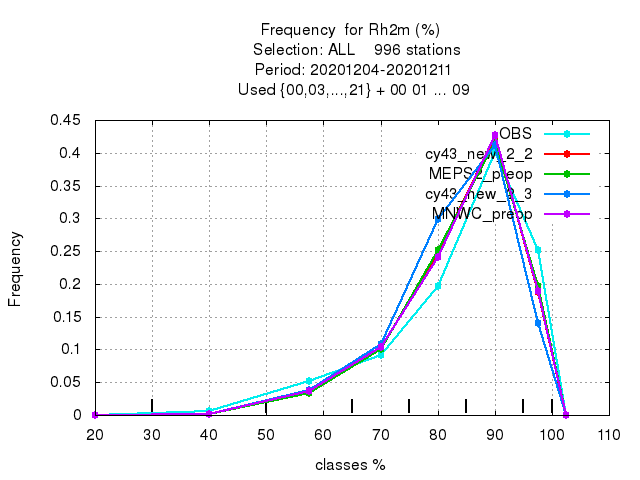 Frequency for Rh2m (%)
Selection: ALL 996 stations
Period: 20201204-20201211
Used {00,03,...,21} + 00 01 ... 09
0.45
0.4
0.35
0.3
0.25
0.2
0.15
0.1
0.05
0
Frequency
OBS
cy43_new_2_2
MEPS_preop
cy43_new_2_3
MNWC_preop
20 30 40 50 60 70 80 90 100 110
classes %